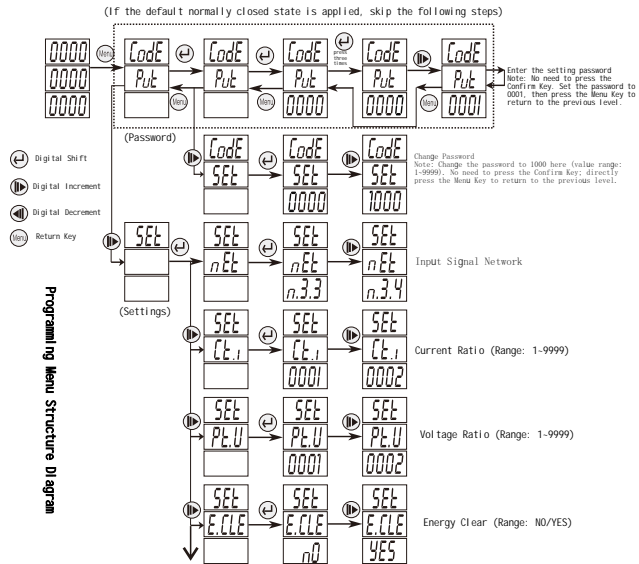 (If the default normally closed state is applied, skip the following steps)
0000 Menu CodE CodE CodE press three times CodE CodE
0000 Put Put Put Put Put
0000 Menu Menu 0000 0000 Menu 0001
Enter the setting password
Note: No need to press the
Confirm Key. Set the password to
0001, then press the Menu Key to
return to the previous level.
(Password)
CodE CodE CodE
SEt SEt SEt
0000 1000
Change Password
Note: Change the password to 1000 here (value range:
1-9999). No need to press the Confirm Key; directly
press the Menu Key to return to the previous level.
Digital Shift
Digital Increment
Digital Decrement
Menu Return Key
SEt SEt SEt SEt
nEt nEt nEt
n.3.3 n.3.4
Input Signal Network
(Settings)
SEt SEt SEt
Ct.i Ct.i Ct.i
0001 0002
Current Ratio (Range: 1~9999)
SEt SEt SEt
Pt.U Pt.U Pt.U
0001 0002
Voltage Ratio (Range: 1~9999)
SEt SEt SEt
E.CLE E.CLE E.CLE
nO YES
Energy Clear (Range: NO/YES)
Programming Menu Structure Diagram